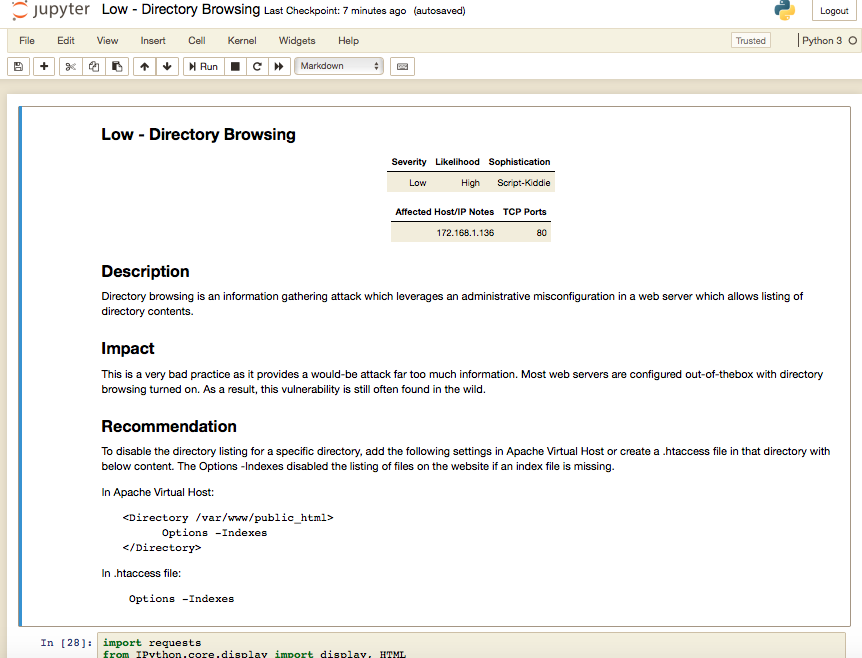 jupyter Low - Directory Browsing Last Checkpoint: 7 minutes ago (autosaved) Logout
File Edit View Insert Cell Kernel Widgets Help Trusted Python 3
Run Markdown
Low - Directory Browsing
Severity Likelihood Sophistication
Low High Script-Kiddie
Affected Host/IP Notes TCP Ports
172.168.1.136 80
Description
Directory browsing is an information gathering attack which leverages an administrative misconfiguration in a web server which allows listing of
directory contents.
Impact
This is a very bad practice as it provides a would-be attack far too much information. Most web servers are configured out-of-thebox with directory
browsing turned on. As a result, this vulnerability is still often found in the wild.
Recommendation
To disable the directory listing for a specific directory, add the following settings in Apache Virtual Host or create a .htaccess file in that directory with
below content. The Options -Indexes disabled the listing of files on the website if an index file is missing.
In Apache Virtual Host:
<Directory /var/www/public_html>
Options -Indexes
</Directory>
In .htaccess file:
Options -Indexes
In [28]: import requests
from IPython.core.display import display, HTML